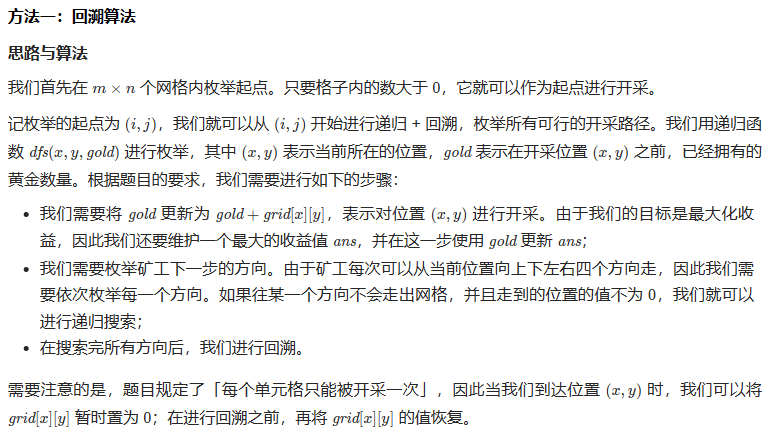 方法一：回溯算法
思路与算法
我们首先在 m × n 个网格内枚举起点。只要格子内的数大于 0，它就可以作为起点进行开采。
记枚举的起点为 (i, j)，我们就可以从 (i, j) 开始进行递归 + 回溯，枚举所有可行的开采路径。我们用递归函
数 dfs(x, y, gold) 进行枚举，其中 (x, y) 表示当前所在的位置，gold 表示在开采位置 (x, y) 之前，已经拥有的
黄金数量。根据题目的要求，我们需要进行如下的步骤：
• 我们需要将 gold 更新为 gold + grid[x][y]，表示对位置 (x, y) 进行开采。由于我们的目标是最大化收
益，因此我们还要维护一个最大的收益值 ans，并在这一步使用 gold 更新 ans；
• 我们需要枚举矿工下一步的方向。由于矿工每次可以从当前位置向上下左右四个方向走，因此我们需
要依次枚举每一个方向。如果往某一个方向不会走出网格，并且走到的位置的值不为 0，我们就可以
进行递归搜索；
• 在搜索完所有方向后，我们进行回溯。
需要注意的是，题目规定了「每个单元格只能被开采一次」，因此当我们到达位置 (x, y) 时，我们可以将
grid[x][y] 暂时置为 0；在进行回溯之前，再将 grid[x][y] 的值恢复。